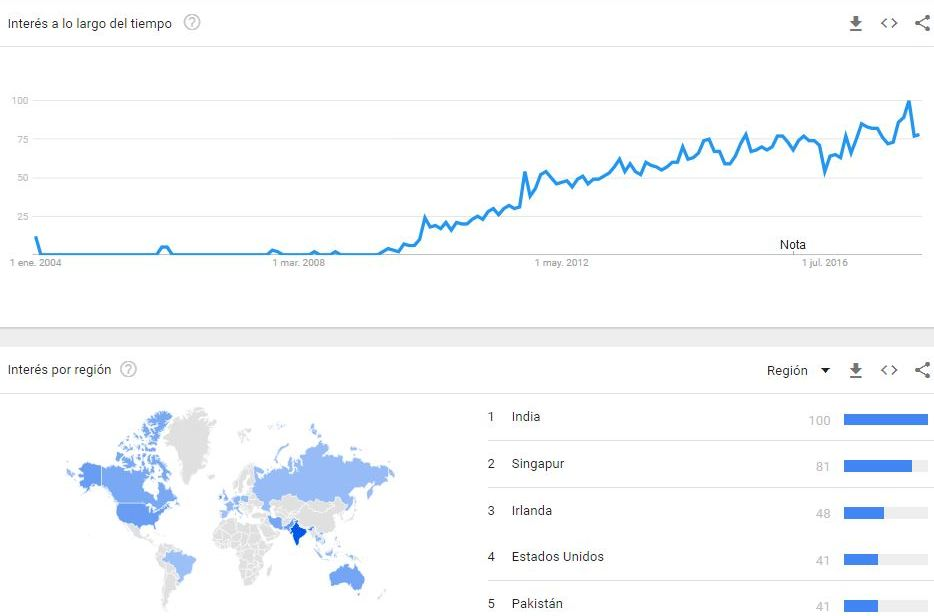 Interés a lo largo del tiempo ?
100
75
50
25
Nota
1 ene. 2004 1 mar. 2008 1 may. 2012 1 jul. 2016
Interés por región ?
Región
1 India 100
2 Singapur 81
3 Irlanda 48
4 Estados Unidos 41
5 Pakistán 41